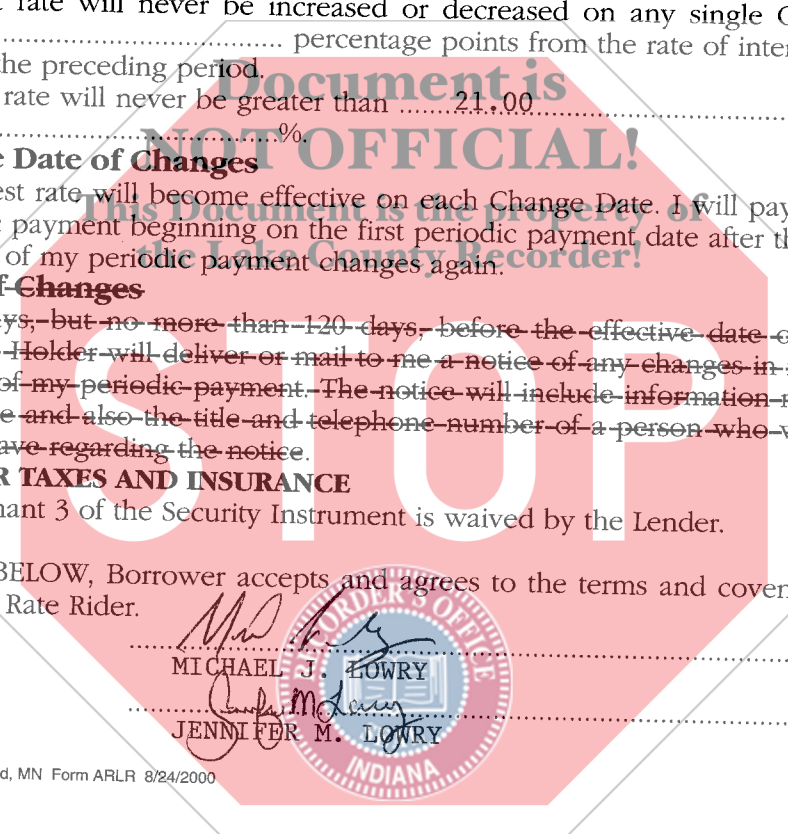 rate will never be increased or decreased on any single
percentage points from the rate of
the preceding period.
rate will never be greater than 21.00
%.
Date of Changes
rate will become effective on each Change Date. I will pay
payment beginning on the first periodic payment date after
of my periodic payment changes again.
Changes
but no more than 120 days, before the effective date
Holder will deliver or mail to me a notice of any changes in
of my periodic payment. The notice will include information
and also the title and telephone number of a person who
regarding the notice.
TAXES AND INSURANCE
3 of the Security Instrument is waived by the Lender.
BELOW, Borrower accepts and agrees to the terms and
Rate Rider.
MICHAEL J. LOWRY
JENNIFER M. LOWRY
MN Form ARLR 8/24/2000
Document is
NOT OFFICIAL!
This Document is the property of
the Lake County Recorder!
STOP
RECORDER'S OFFICE
INDIANA